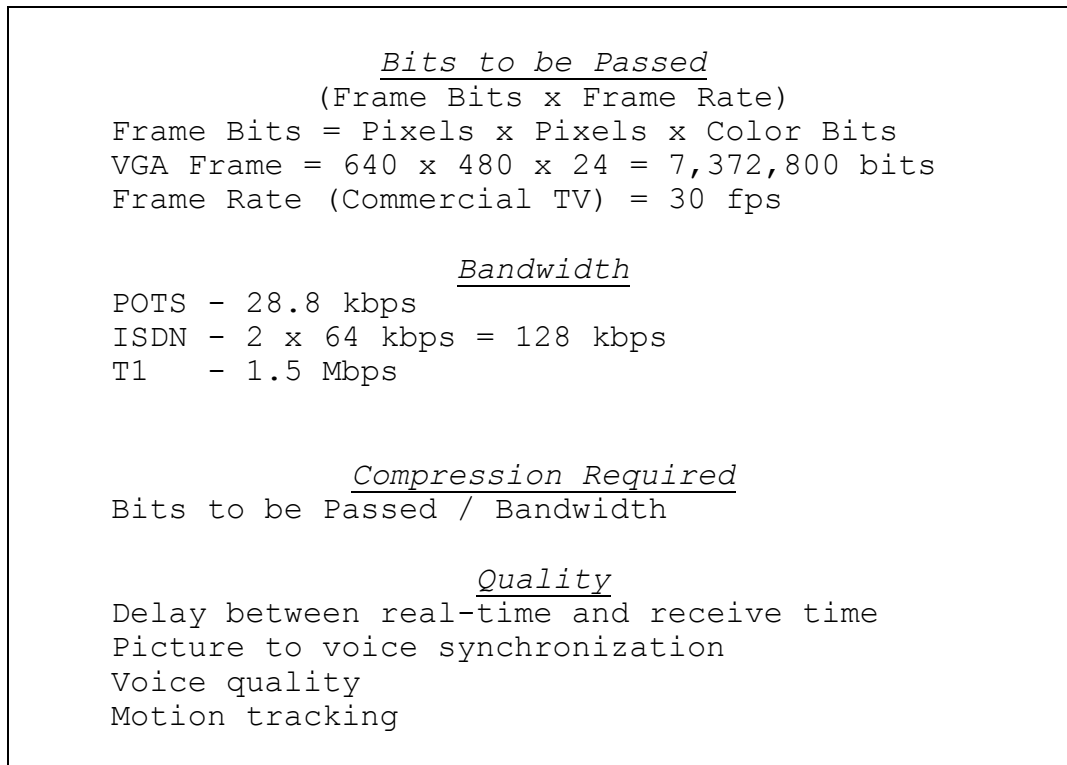 Bits to be Passed
(Frame Bits x Frame Rate)
Frame Bits = Pixels x Pixels x Color Bits
VGA Frame = 640 x 480 x 24 = 7,372,800 bits
Frame Rate (Commercial TV) = 30 fps
Bandwidth
POTS - 28.8 kbps
ISDN - 2 x 64 kbps = 128 kbps
T1 - 1.5 Mbps
Compression Required
Bits to be Passed / Bandwidth
Quality
Delay between real-time and receive time
Picture to voice synchronization
Voice quality
Motion tracking